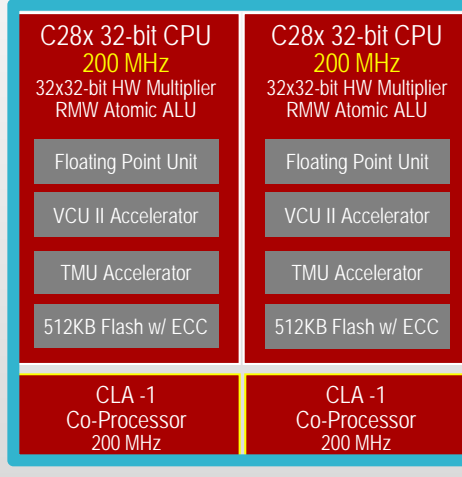 C28x 32-bit CPU
200 MHz
32x32-bit HW Multiplier
RMW Atomic ALU
Floating Point Unit
VCU II Accelerator
TMU Accelerator
512KB Flash w/ ECC
C28x 32-bit CPU
200 MHz
32x32-bit HW Multiplier
RMW Atomic ALU
Floating Point Unit
VCU II Accelerator
TMU Accelerator
512KB Flash w/ ECC
CLA -1
Co-Processor
200 MHz
CLA -1
Co-Processor
200 MHz